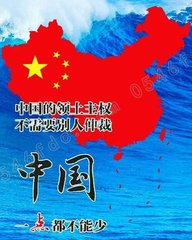 中国的领土主权
不需要别人仲裁
中国
一点都不能少